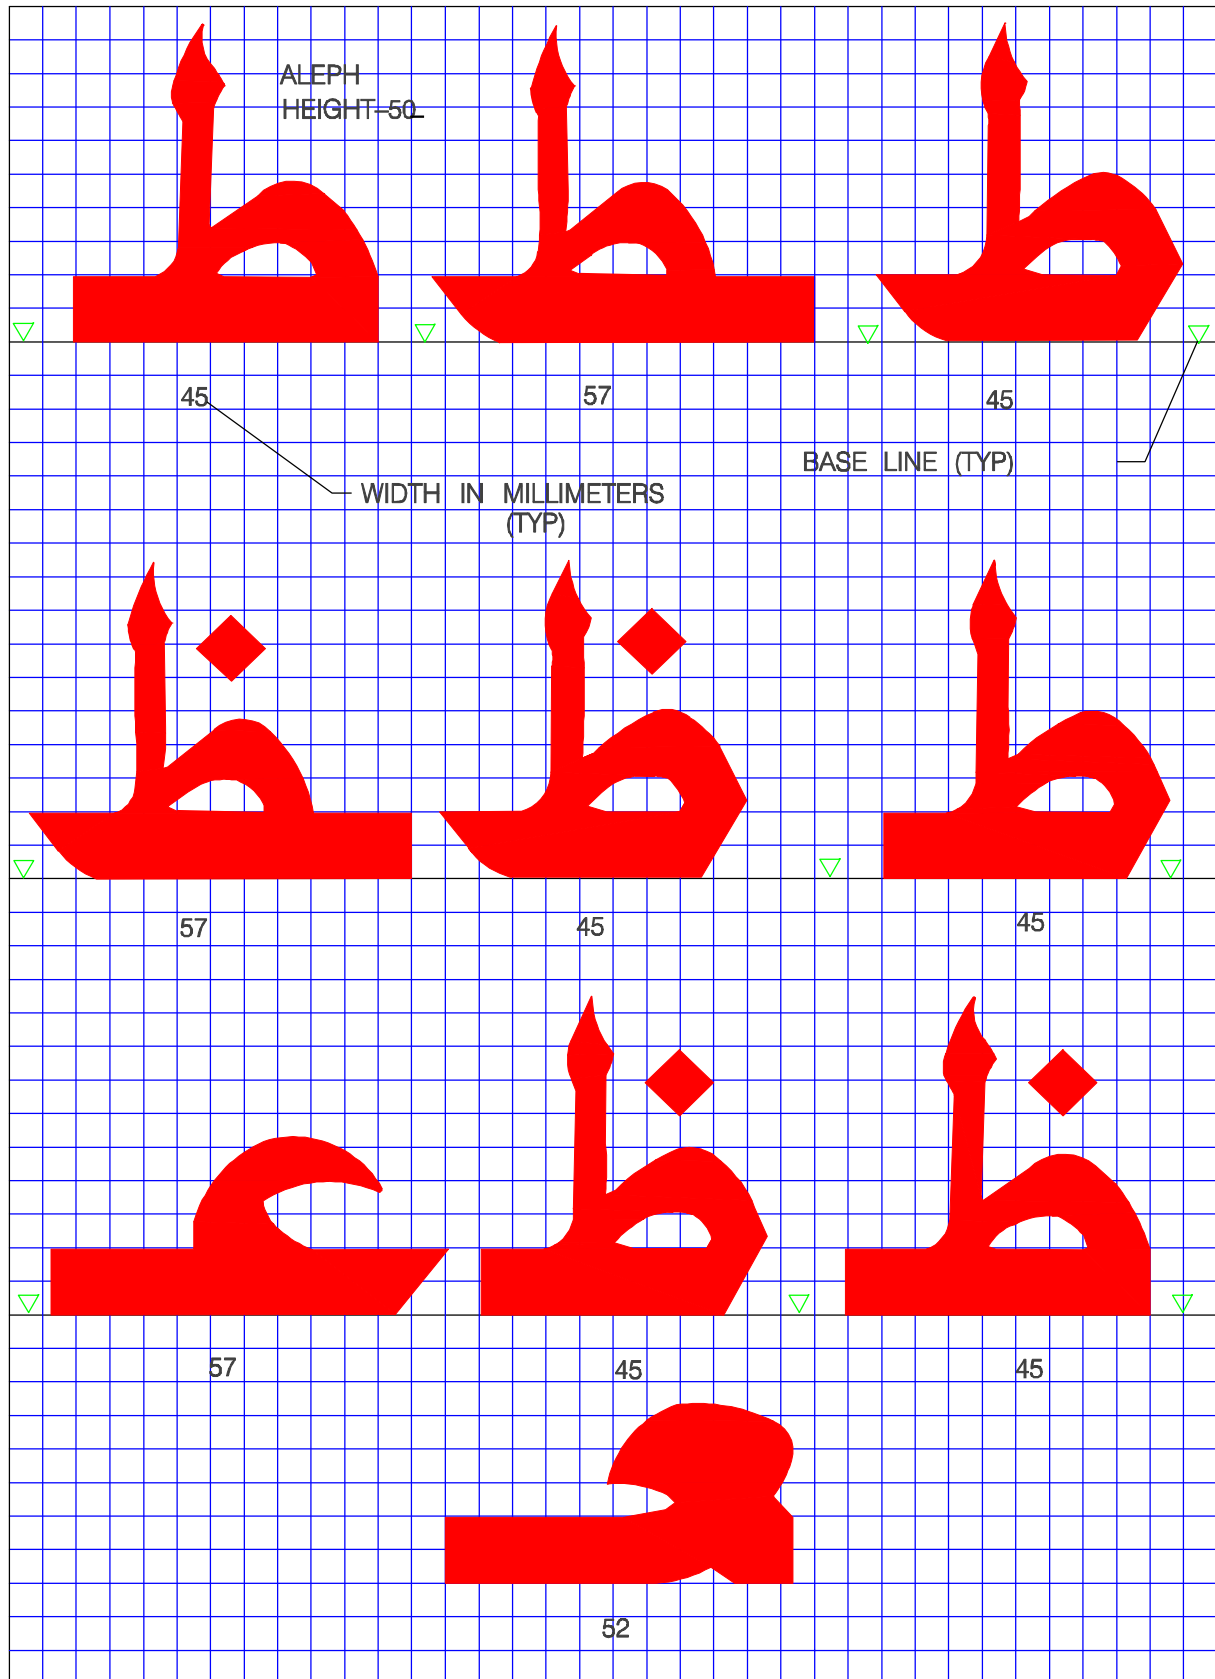 ALEPH
HEIGHT-50
ط ط ط
45 57 45
BASE LINE (TYP)
WIDTH IN MILLIMETERS
(TYP)
ظ ظ ط
57 45 45
ع ظ ظ
57 45 45
ع
52